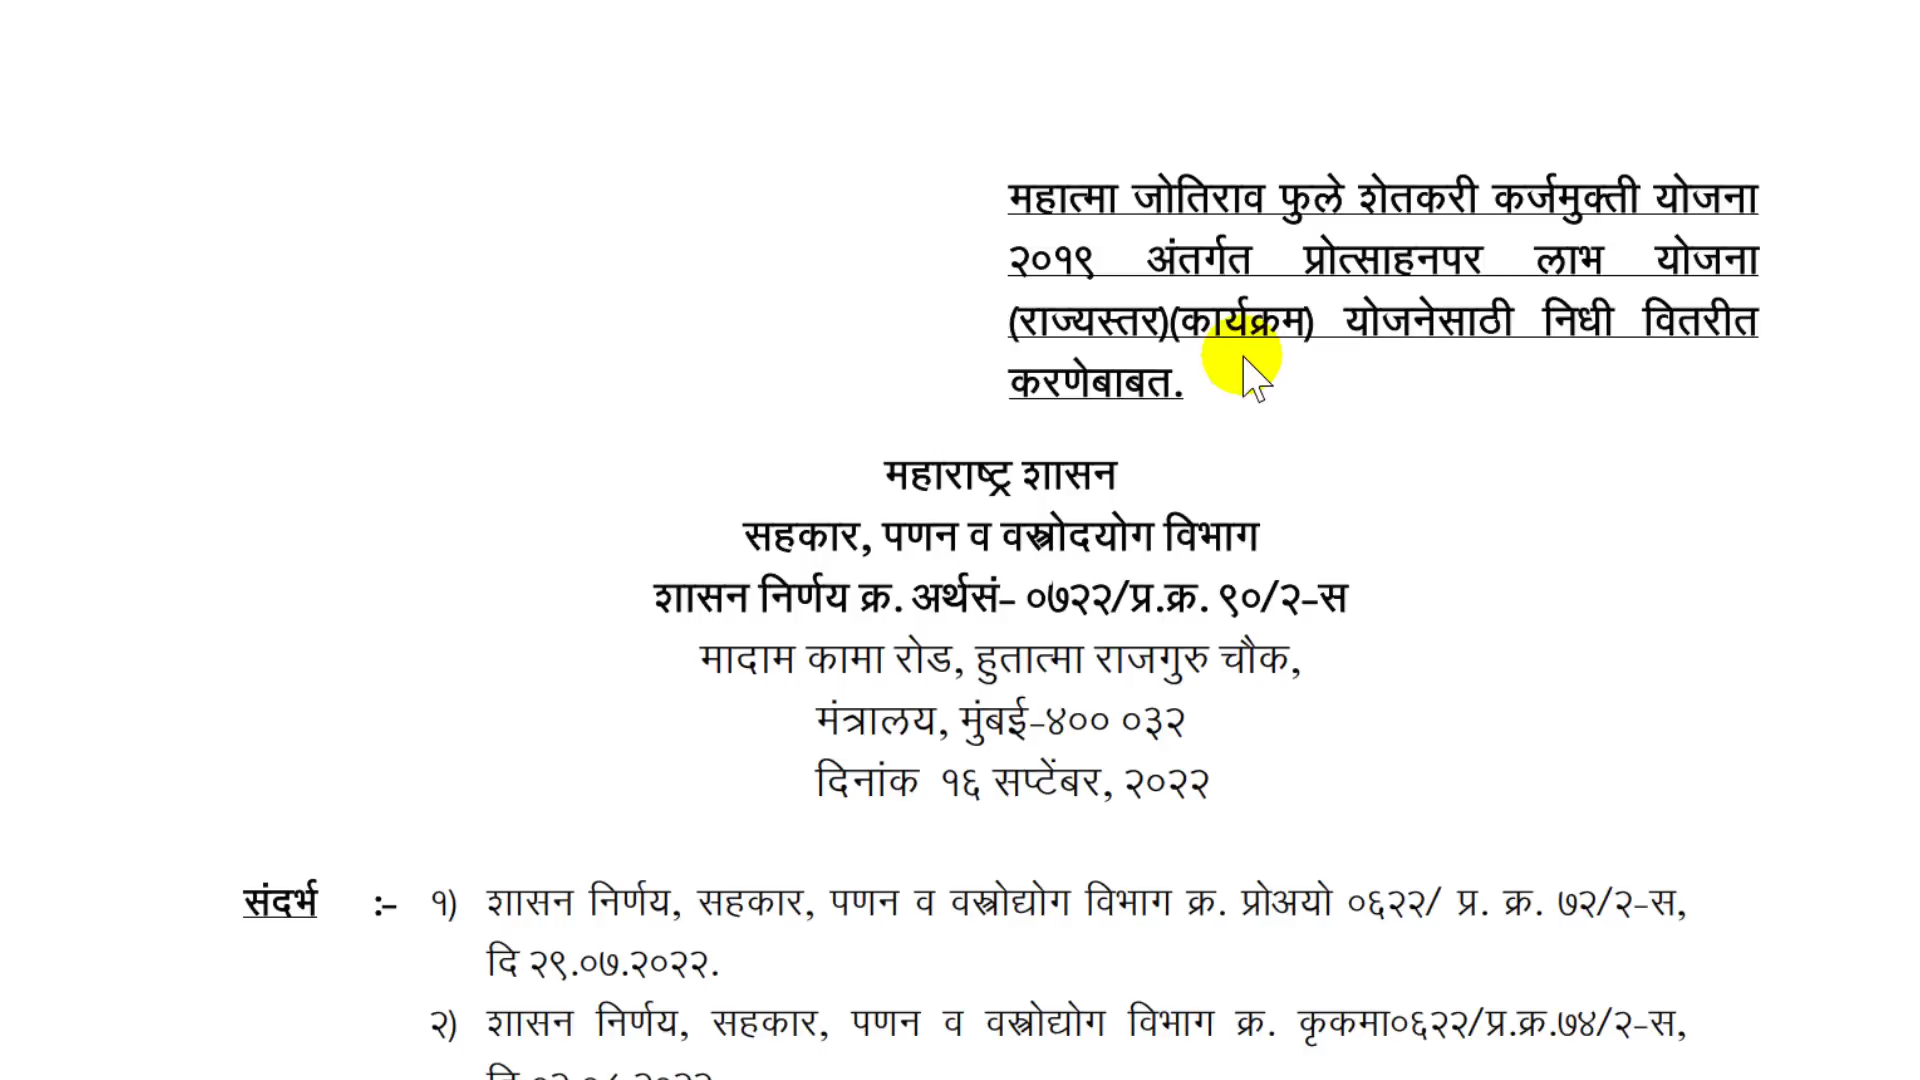 महात्मा जोतिराव फुले शेतकरी कर्जमुक्ती योजना
२०१९ अंतर्गत प्रोत्साहनपर लाभ योजना
(राज्यस्तर)(कार्यक्रम) योजनेसाठी निधी वितरीत
करणेबाबत.
महाराष्ट्र शासन
सहकार, पणन व वस्त्रोदयोग विभाग
शासन निर्णय क्र. अर्थसं- ०७२२/प्र.क्र. ९०/२-स
मादाम कामा रोड, हुतात्मा राजगुरु चौक,
मंत्रालय, मुंबई-४०० ०३२
दिनांक १६ सप्टेंबर, २०२२
संदर्भ :- १) शासन निर्णय, सहकार, पणन व वस्त्रोद्योग विभाग क्र. प्रोअयो ०६२२/ प्र. क्र. ७२/२-स,
दि २९.०७.२०२२.
२) शासन निर्णय, सहकार, पणन व वस्त्रोद्योग विभाग क्र. कृकमा०६२२/प्र.क्र.७४/२-स,